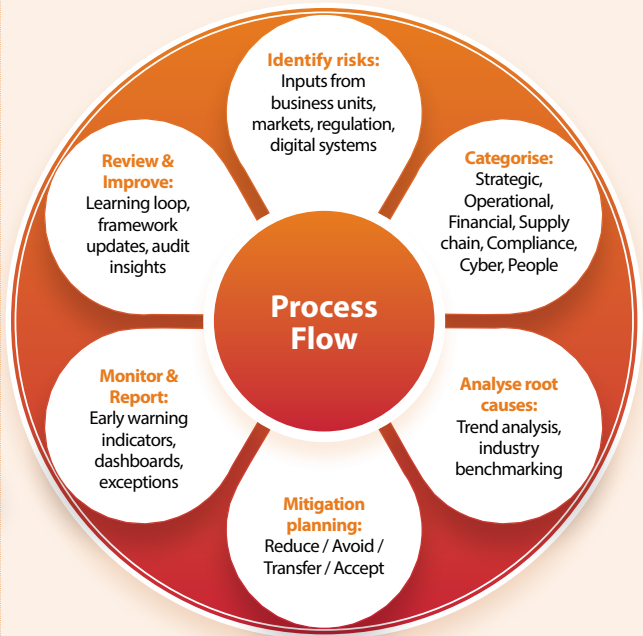 Identify risks:
Inputs from
business units,
markets, regulation,
digital systems
Categorise:
Strategic,
Operational,
Financial, Supply
chain, Compliance,
Cyber, People
Analyse root
causes:
Trend analysis,
industry
benchmarking
Mitigation
planning:
Reduce / Avoid /
Transfer / Accept
Monitor &
Report:
Early warning
indicators,
dashboards,
exceptions
Review &
Improve:
Learning loop,
framework
updates, audit
insights
Process
Flow